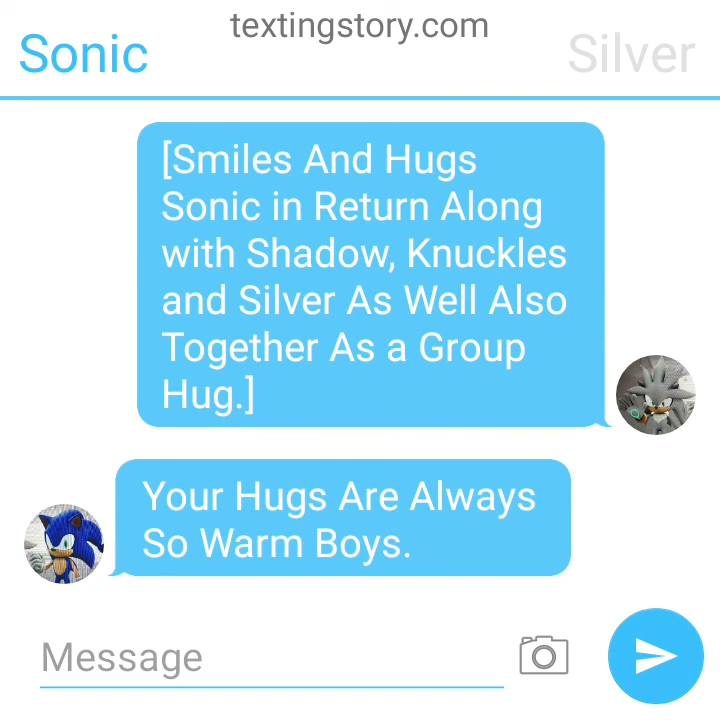 textingstory.com
Sonic
Silver
[Smiles And Hugs
Sonic in Return Along
with Shadow, Knuckles
and Silver As Well Also
Together As a Group
Hug.]
Your Hugs Are Always
So Warm Boys.
Message